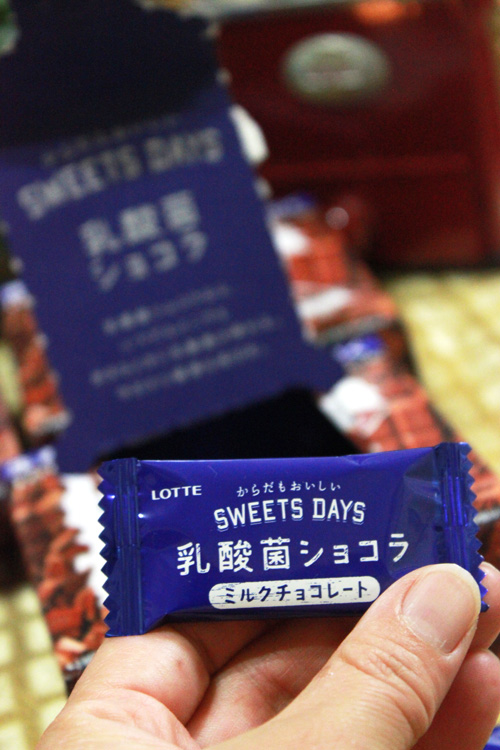 SWEETS DAYS
乳酸菌
ショコラ
LOTTE
からだもおいしい
SWEETS DAYS
乳酸菌ショコラ
ミルクチョコレート